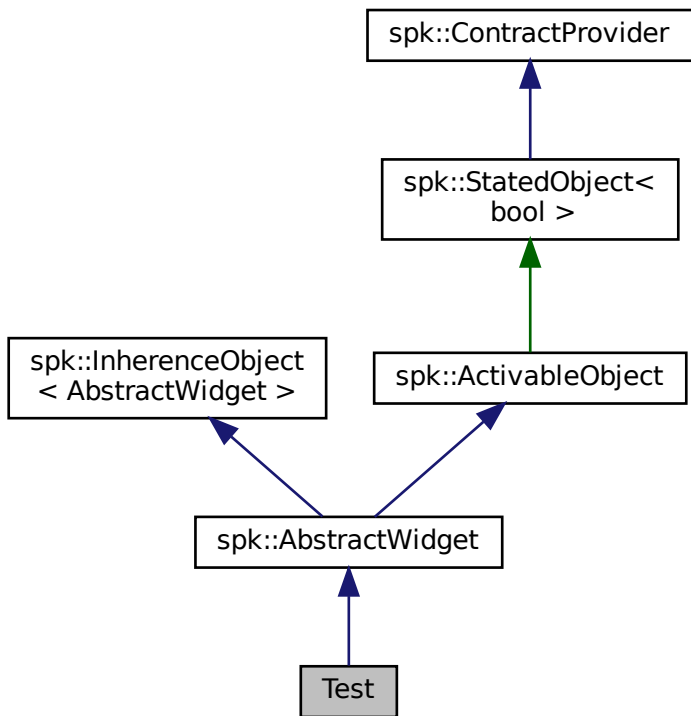 spk::ContractProvider
spk::StatedObject<
bool >
spk::InherenceObject
< AbstractWidget >
spk::ActivableObject
spk::AbstractWidget
Test